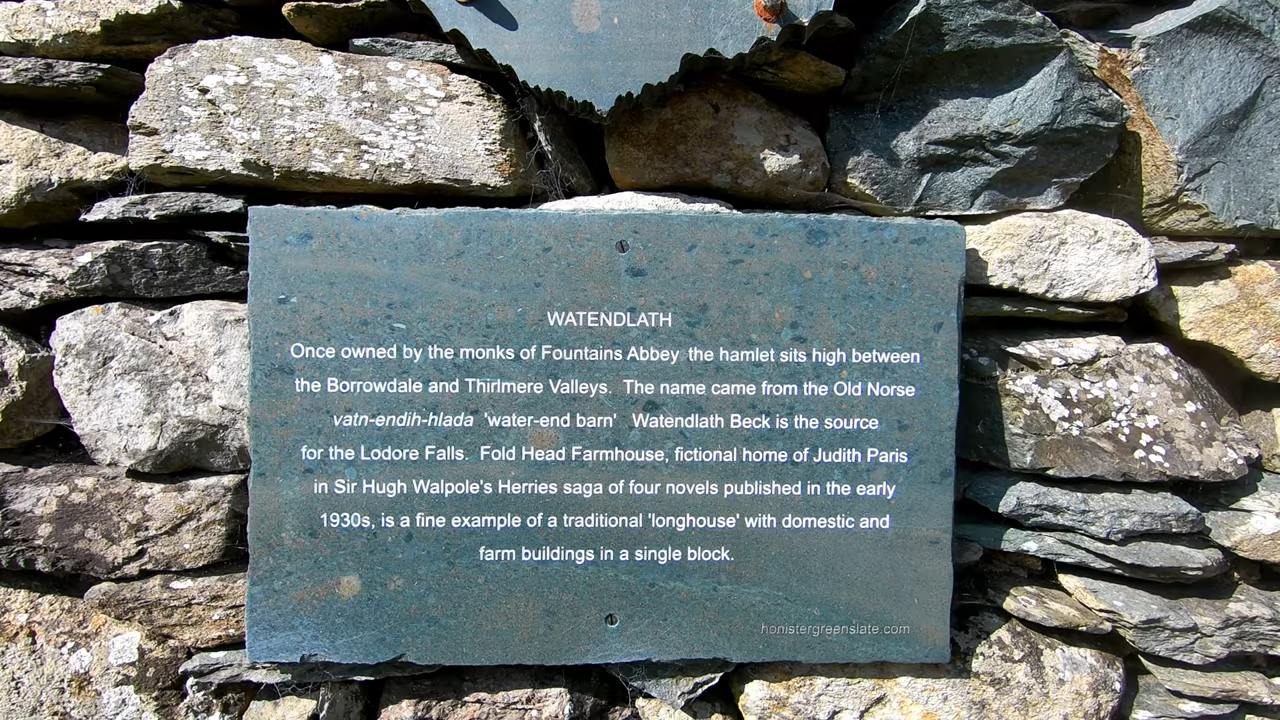 WATENDLATH
Once owned by the monks of Fountains Abbey the hamlet sits high between
the Borrowdale and Thirlmere Valleys. The name came from the Old Norse
vatn-endih-hlada 'water-end barn' Watendlath Beck is the source
for the Lodore Falls. Fold Head Farmhouse, fictional home of Judith Paris
in Sir Hugh Walpole's Herries saga of four novels published in the early
1930s, is a fine example of a traditional 'longhouse' with domestic and
farm buildings in a single block.
honistergreenslate.com